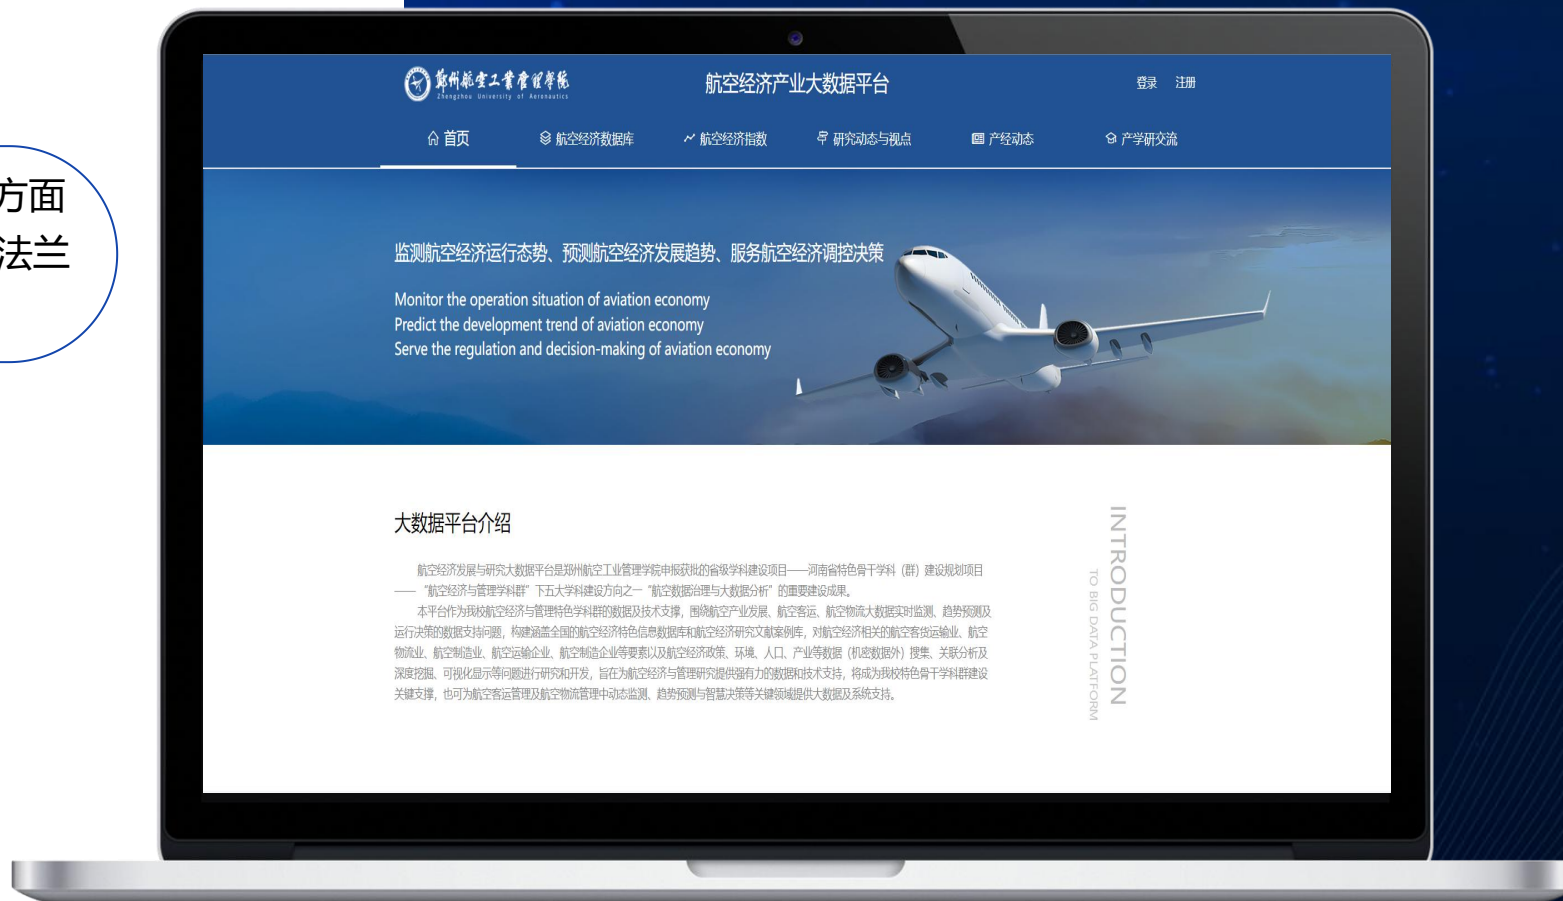 方面
法兰
郑州航空工业管理学院
Zhengzhou University of Aeronautics
航空经济产业大数据平台
登录 注册
首页 航空经济数据库 航空经济指数 研究动态与视点 产经动态 产学研交流
监测航空经济运行态势、预测航空经济发展趋势、服务航空经济调控决策
Monitor the operation situation of aviation economy
Predict the development trend of aviation economy
Serve the regulation and decision-making of aviation economy
大数据平台介绍
航空经济发展与研究大数据平台是郑州航空工业管理学院申报获批的省级学科建设项目——河南省特色骨干学科（群）建设规划项目
—— “航空经济与管理学科群”下五大学科建设方向之一“航空数据治理与大数据分析”的重要建设成果。
本平台作为我校航空经济与管理特色学科群的数据及技术支撑，围绕航空产业发展、航空客运、航空物流大数据实时监测、趋势预测及
运行决策的数据支持问题，构建涵盖全国的航空经济特色信息数据库和航空经济研究文献案例库，对航空经济相关的航空客货运输业、航空
物流业、航空制造业、航空运输企业、航空制造企业等要素以及航空经济政策、环境、人口、产业等数据（机密数据外）搜集、关联分析及
深度挖掘、可视化显示等问题进行研究和开发，旨在为航空经济与管理研究提供强有力的数据和技术支持，将成为我校特色骨干学科群建设
关键支撑，也可为航空客运管理及航空物流管理中动态监测、趋势预测与智慧决策等关键领域提供大数据及系统支持。
INTRODUCTION
TO BIG DATA PLATFORM